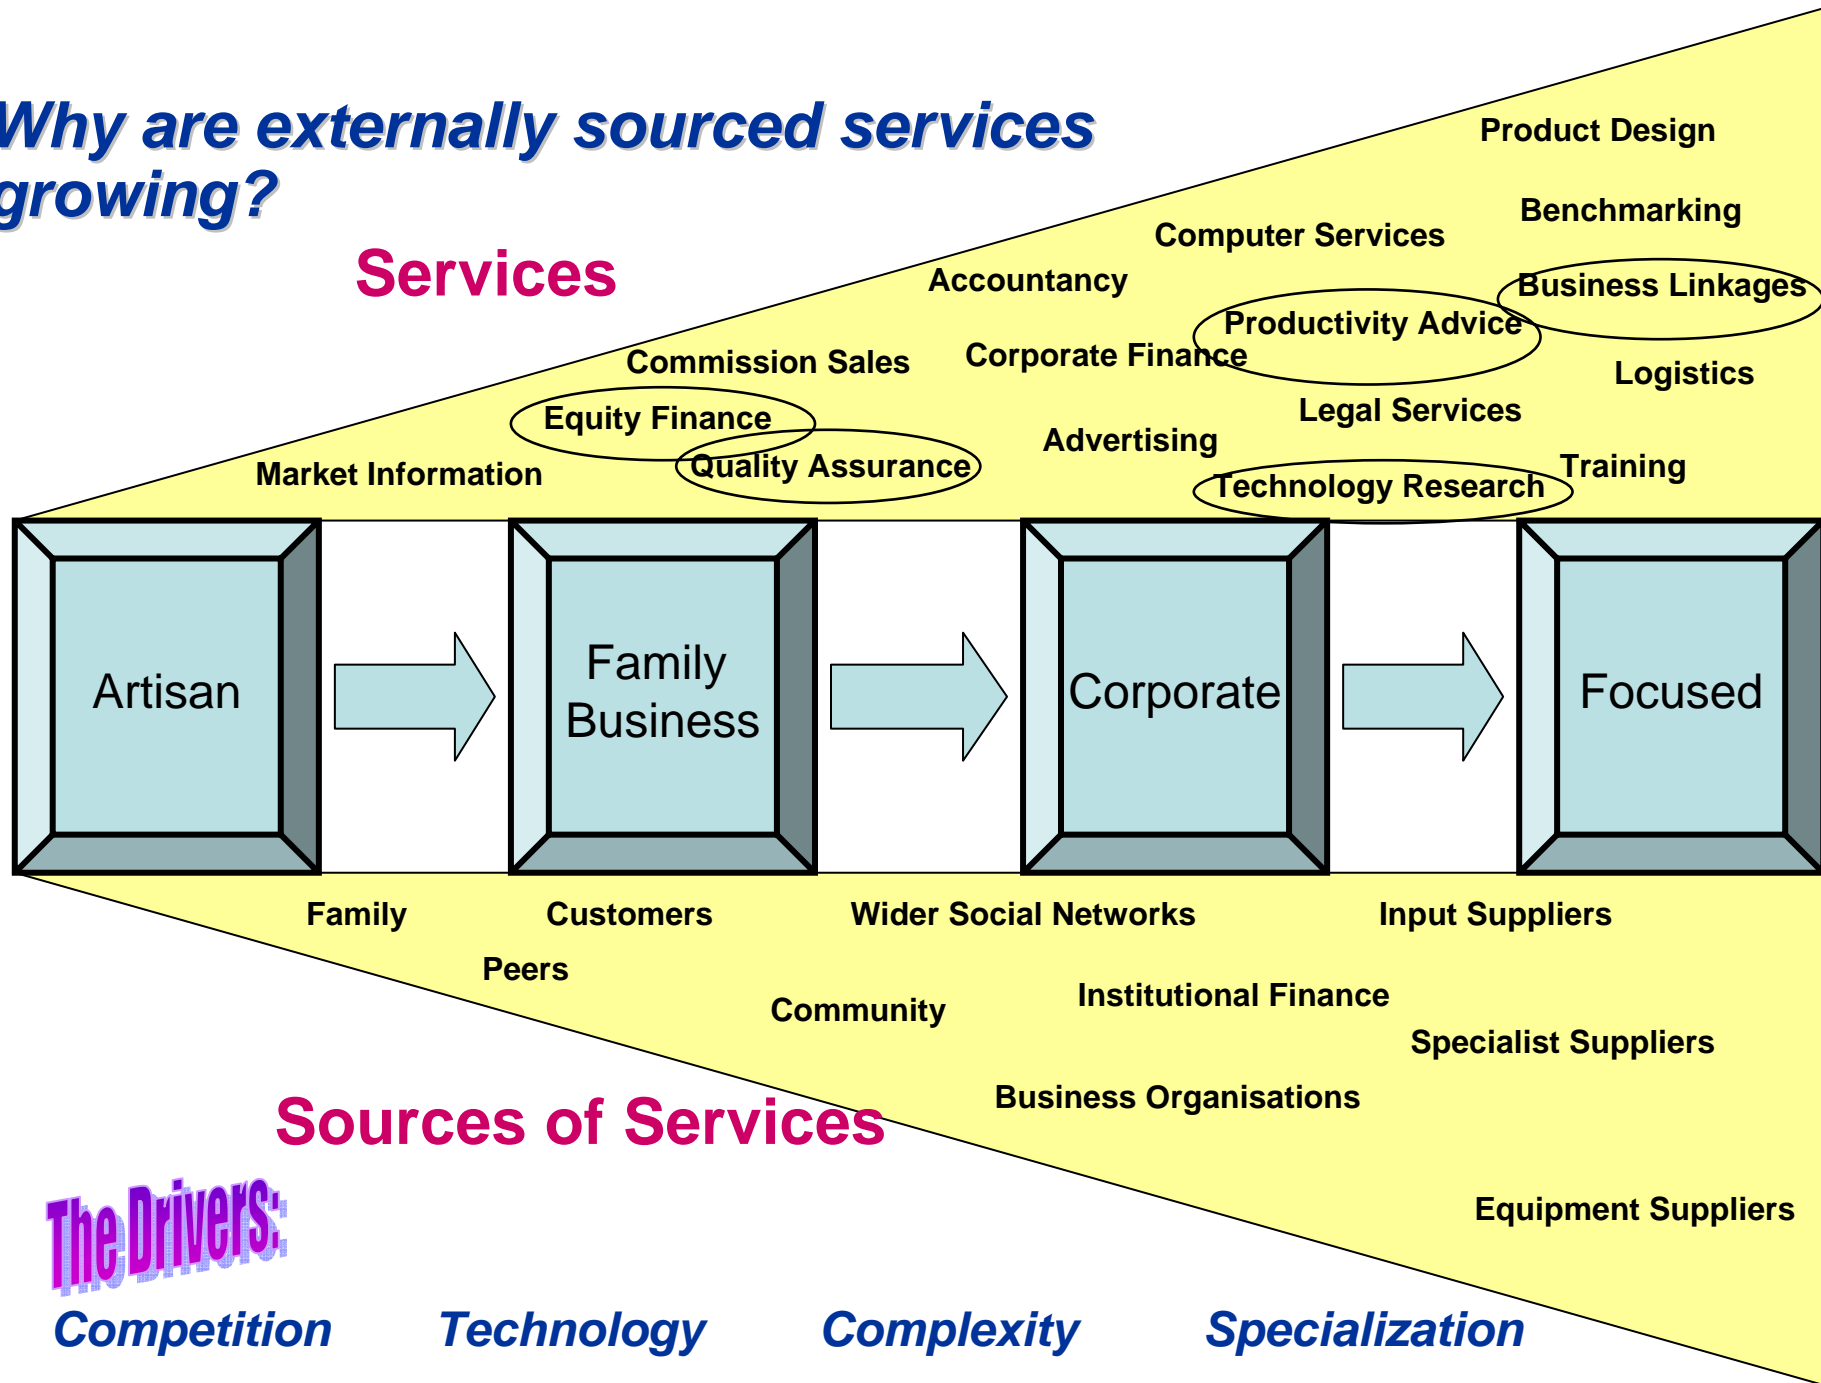 Why are externally sourced services
growing?
Services
Product Design
Benchmarking
Computer Services
Accountancy
Business Linkages
Productivity Advice
Corporate Finance
Commission Sales
Logistics
Equity Finance
Legal Services
Advertising
Quality Assurance
Market Information
Training
Technology Research
Artisan
Family
Business
Corporate
Focused
Family
Customers
Wider Social Networks
Input Suppliers
Peers
Community
Institutional Finance
Specialist Suppliers
Business Organisations
Sources of Services
Equipment Suppliers
The Drivers:
Competition
Technology
Complexity
Specialization